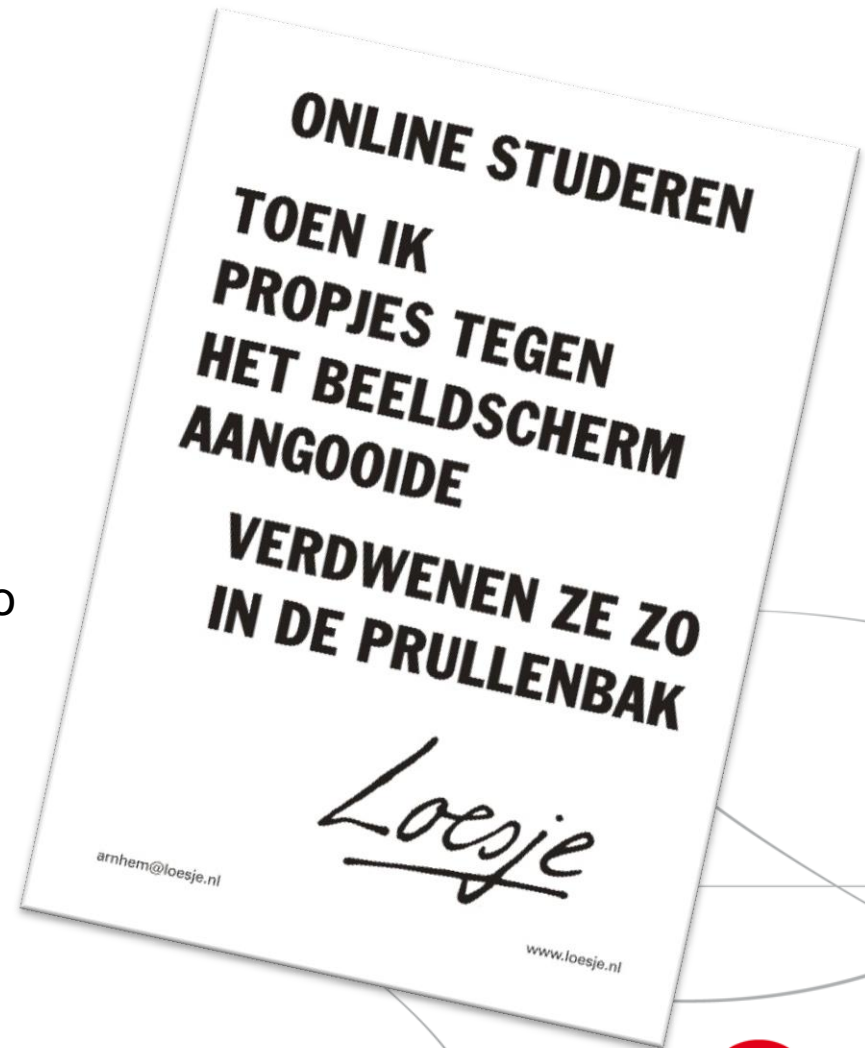 ONLINE STUDEREN
TOEN IK
PROPJES TEGEN
HET BEELDSCHERM
AANGOOIDE
VERDWENEN ZE ZO
IN DE PRULLENBAK
Loesje
arnhem@loesje.nl
www.loesje.nl